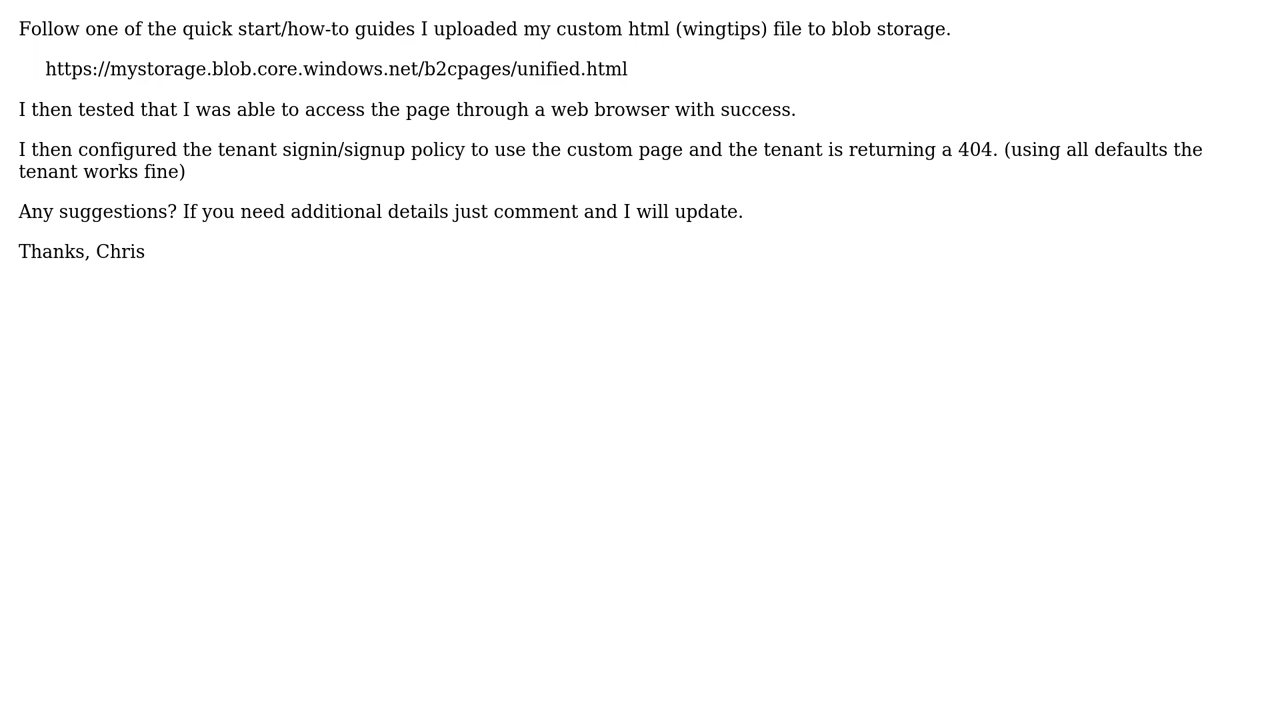 Follow one of the quick start/how-to guides I uploaded my custom html (wingtips) file to blob storage.
https://mystorage.blob.core.windows.net/b2cpages/unified.html
I then tested that I was able to access the page through a web browser with success.
I then configured the tenant signin/signup policy to use the custom page and the tenant is returning a 404. (using all defaults the
tenant works fine)
Any suggestions? If you need additional details just comment and I will update.
Thanks, Chris